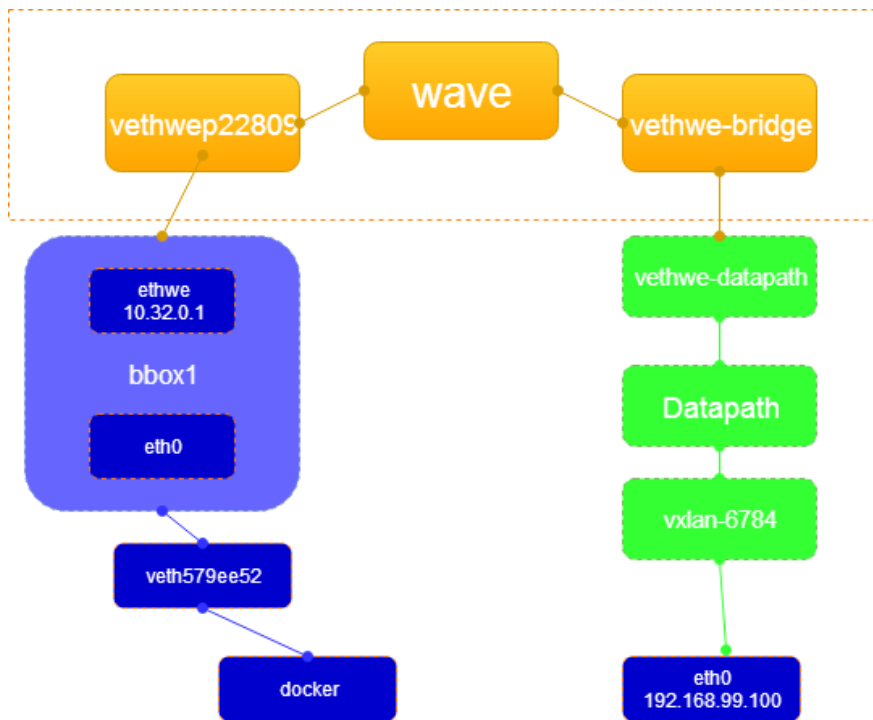 wave
vethwep22809
vethwe-bridge
ethwe
10.32.0.1
bbox1
eth0
veth579ee52
docker
vethwe-datapath
Datapath
vxlan-6784
eth0
192.168.99.100